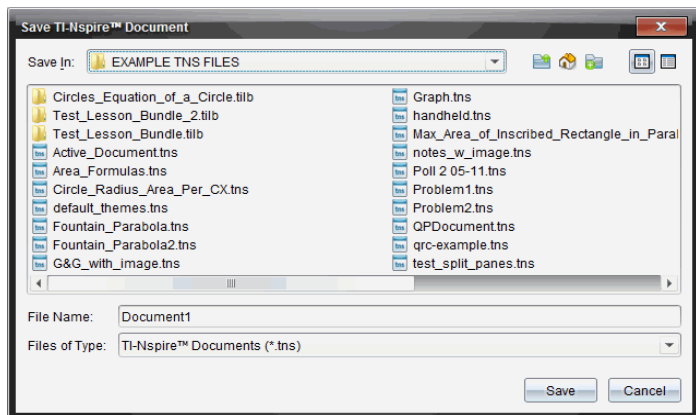 Save TI-Nspire™ Document
Save In: EXAMPLE TNS FILES
Circles_Equation_of_a_Circle.tilb
Test_Lesson_Bundle_2.tilb
Test_Lesson_Bundle.tilb
Active_Document.tns
Area_Formulas.tns
Circle_Radius_Area_Per_CX.tns
default_themes.tns
Fountain_Parabola.tns
Fountain_Parabola2.tns
G&G_with_image.tns
Graph.tns
handheld.tns
Max_Area_of_Inscribed_Rectangle_in_Paral
notes_w_image.tns
Poll 2 05-11.tns
Problem1.tns
Problem2.tns
QPDocument.tns
qrc-example.tns
test_split_panes.tns
File Name: Document1
Files of Type: TI-Nspire™ Documents (*.tns)
Save Cancel